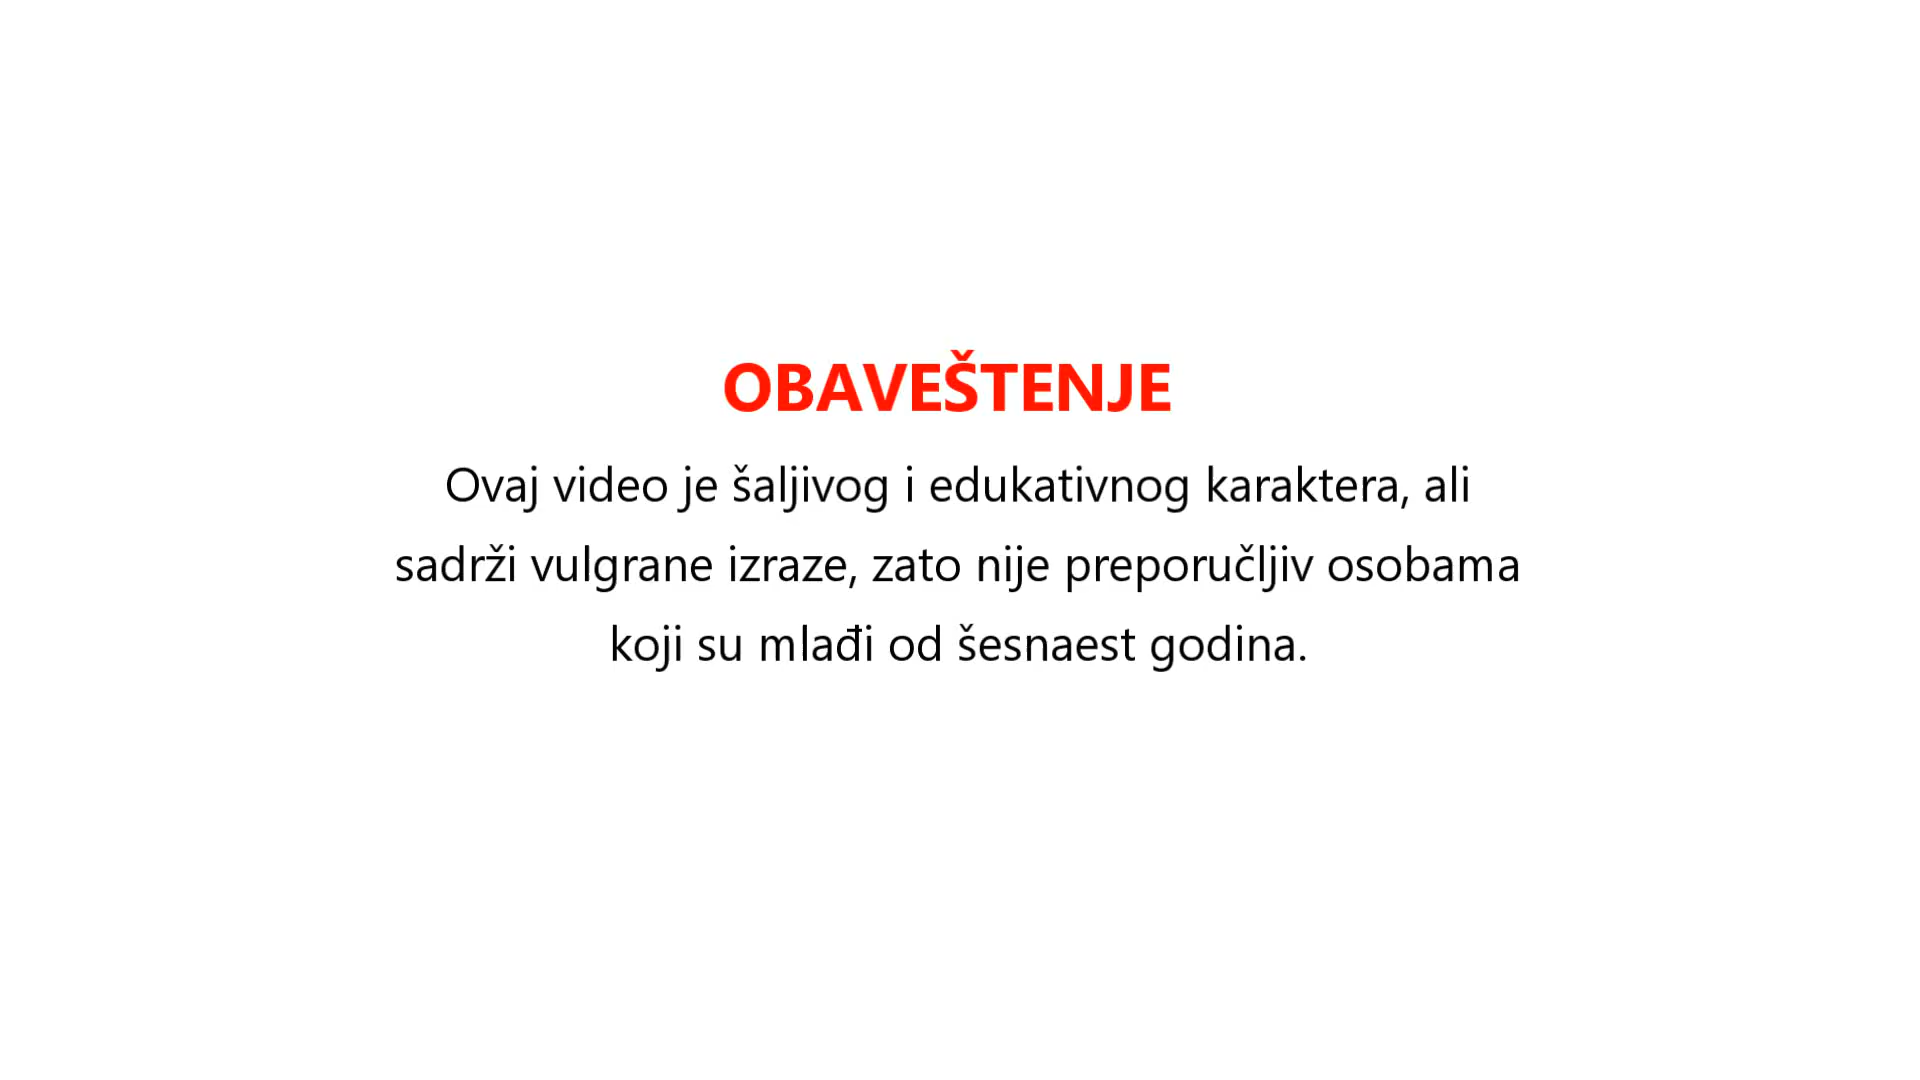 OBAVEŠTENJE
Ovaj video je šaljivog i edukativnog karaktera, ali
sadrži vulgrane izraze, zato nije preporučljiv osobama
koji su mlađi od šesnaest godina.